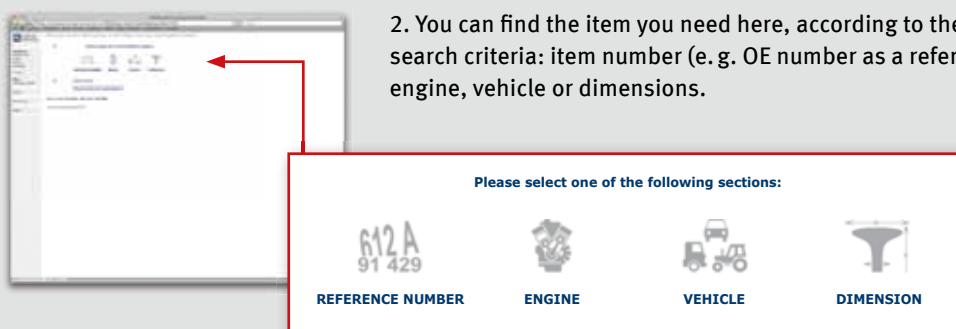 2. You can find the item you need here, according to the
search criteria: item number (e. g. OE number as a refer
engine, vehicle or dimensions.
Please select one of the following sections:
612 A
91 429
REFERENCE NUMBER ENGINE VEHICLE DIMENSION